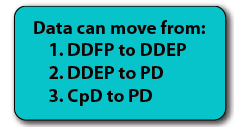 Data can move from:
1. DDFP to DDEP
2. DDEP to PD
3. CpD to PD